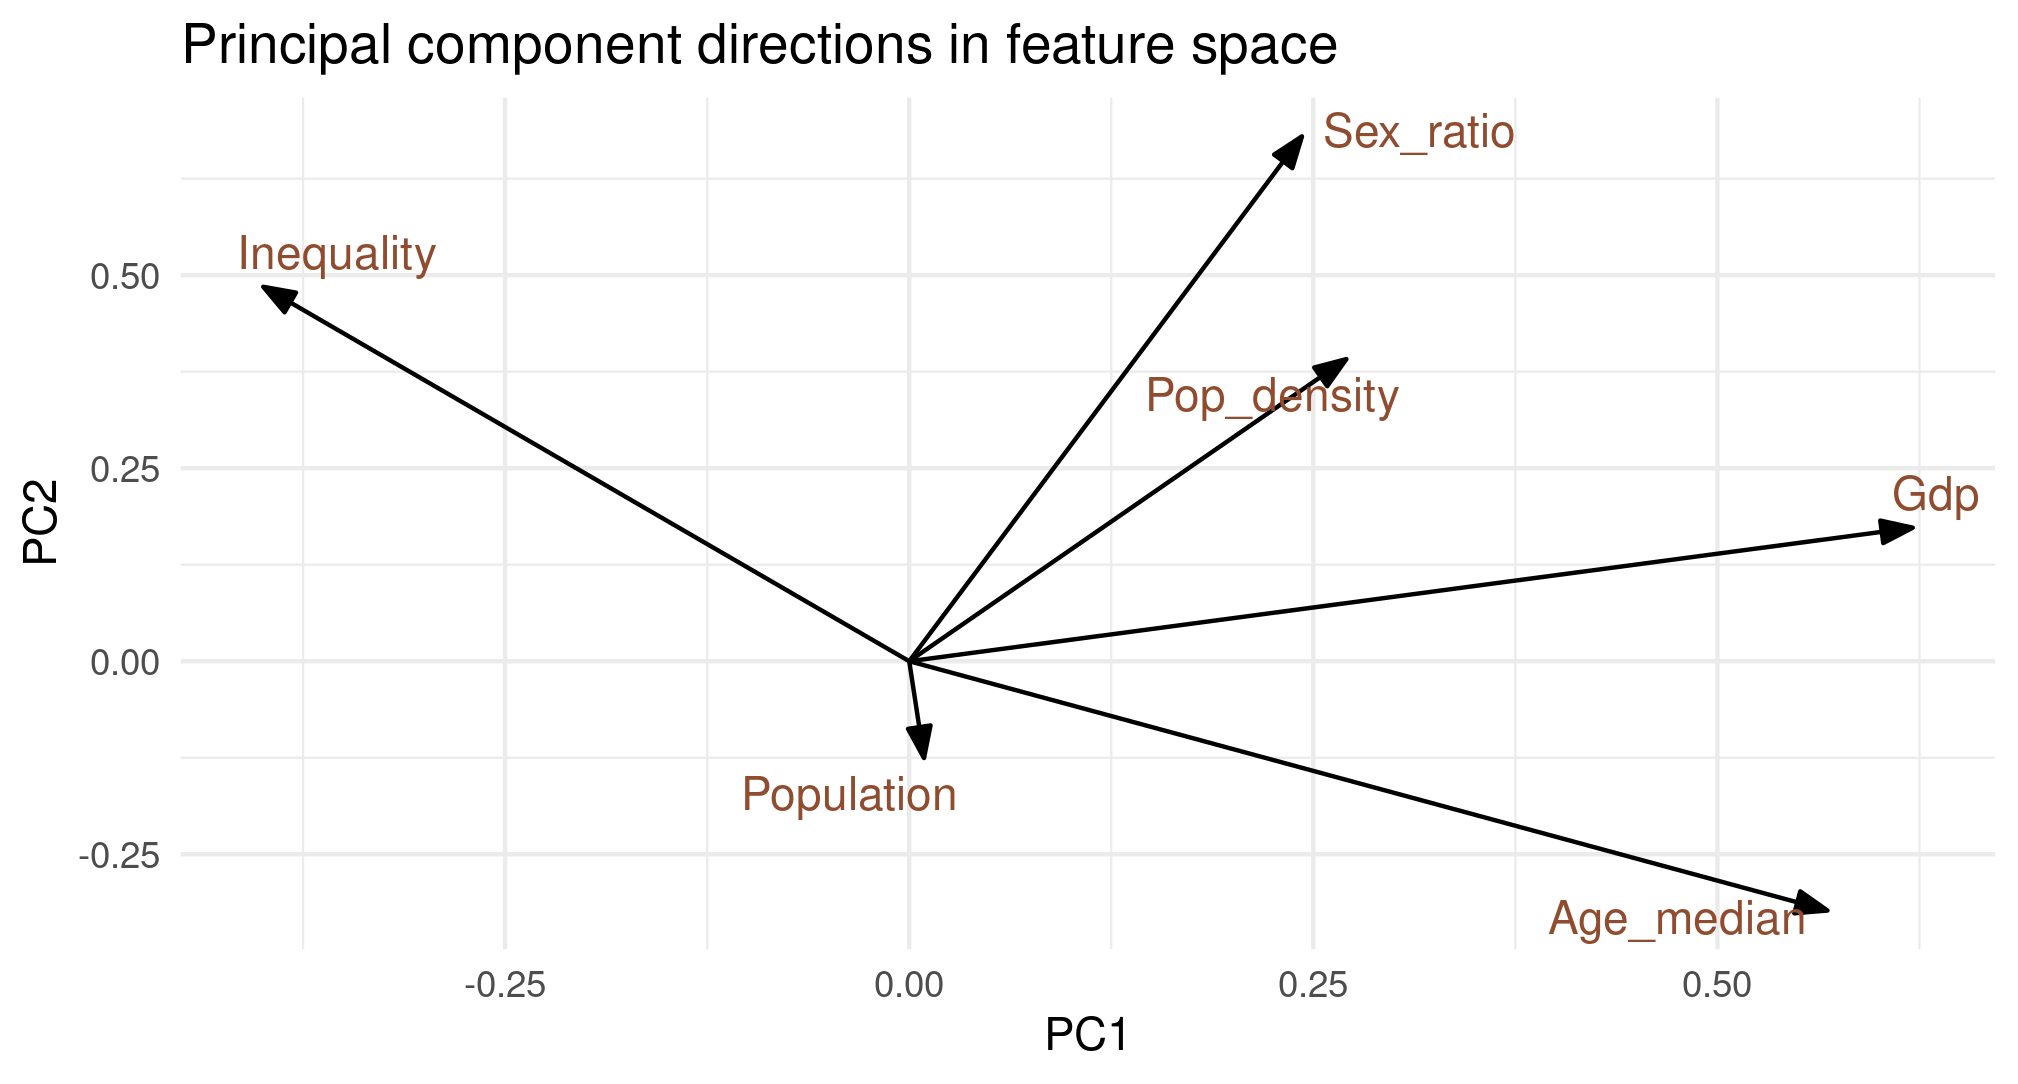 Principal component directions in feature space
Sex_ratio
Inequality
0.50
Pop_density
0.25
Gdp
PC2
0.00
Population
-0.25
Age_median
-0.25 0.00 0.25 0.50
PC1